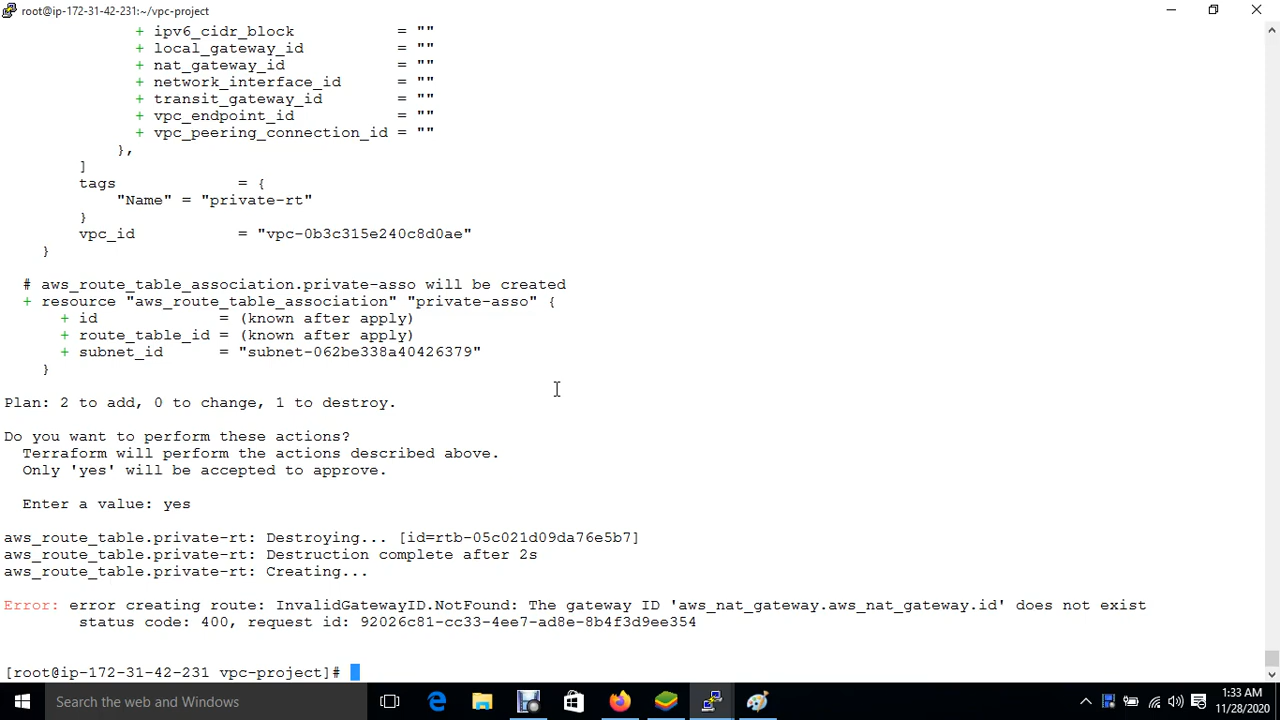 root@ip-172-31-42-231:~/vpc-project
+ ipv6_cidr_block = ""
+ local_gateway_id = ""
+ nat_gateway_id = ""
+ network_interface_id = ""
+ transit_gateway_id = ""
+ vpc_endpoint_id = ""
+ vpc_peering_connection_id = ""
},
]
tags = {
"Name" = "private-rt"
}
vpc_id = "vpc-0b3c315e240c8d0ae"
}
# aws_route_table_association.private-asso will be created
+ resource "aws_route_table_association" "private-asso" {
+ id = (known after apply)
+ route_table_id = (known after apply)
+ subnet_id = "subnet-062be338a40426379"
}
Plan: 2 to add, 0 to change, 1 to destroy.
Do you want to perform these actions?
Terraform will perform the actions described above.
Only 'yes' will be accepted to approve.
Enter a value: yes
aws_route_table.private-rt: Destroying... [id=rtb-05c021d09da76e5b7]
aws_route_table.private-rt: Destruction complete after 2s
aws_route_table.private-rt: Creating...
Error: error creating route: InvalidGatewayID.NotFound: The gateway ID 'aws_nat_gateway.aws_nat_gateway.id' does not exist
status code: 400, request id: 92026c81-cc33-4ee7-ad8e-8b4f3d9ee354
[root@ip-172-31-42-231 vpc-project]#
Search the web and Windows
1:33 AM
11/28/2020